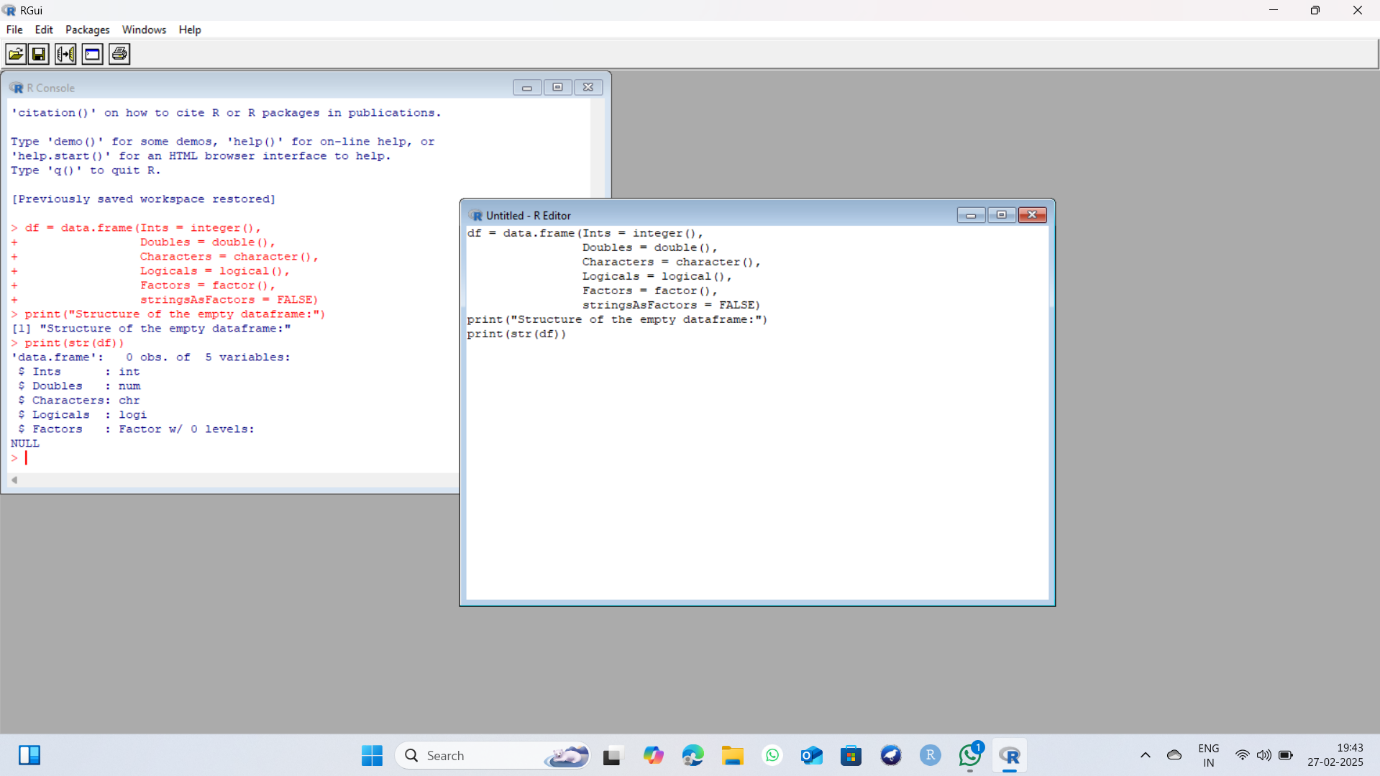 RGui
File Edit Packages Windows Help
R Console
'citation()' on how to cite R or R packages in publications.
Type 'demo()' for some demos, 'help()' for on-line help, or
'help.start()' for an HTML browser interface to help.
Type 'q()' to quit R.
[Previously saved workspace restored]
> df = data.frame(Ints = integer(),
+                 Doubles = double(),
+                 Characters = character(),
+                 Logicals = logical(),
+                 Factors = factor(),
+                 stringsAsFactors = FALSE)
> print("Structure of the empty dataframe:")
[1] "Structure of the empty dataframe:"
> print(str(df))
'data.frame':   0 obs. of  5 variables:
 $ Ints      : int
 $ Doubles   : num
 $ Characters: chr
 $ Logicals  : logi
 $ Factors   : Factor w/ 0 levels:
NULL
>
Untitled - R Editor
df = data.frame(Ints = integer(),
                Doubles = double(),
                Characters = character(),
                Logicals = logical(),
                Factors = factor(),
                stringsAsFactors = FALSE)
print("Structure of the empty dataframe:")
print(str(df))
Search
1
ENG
IN
19:43
27-02-2025